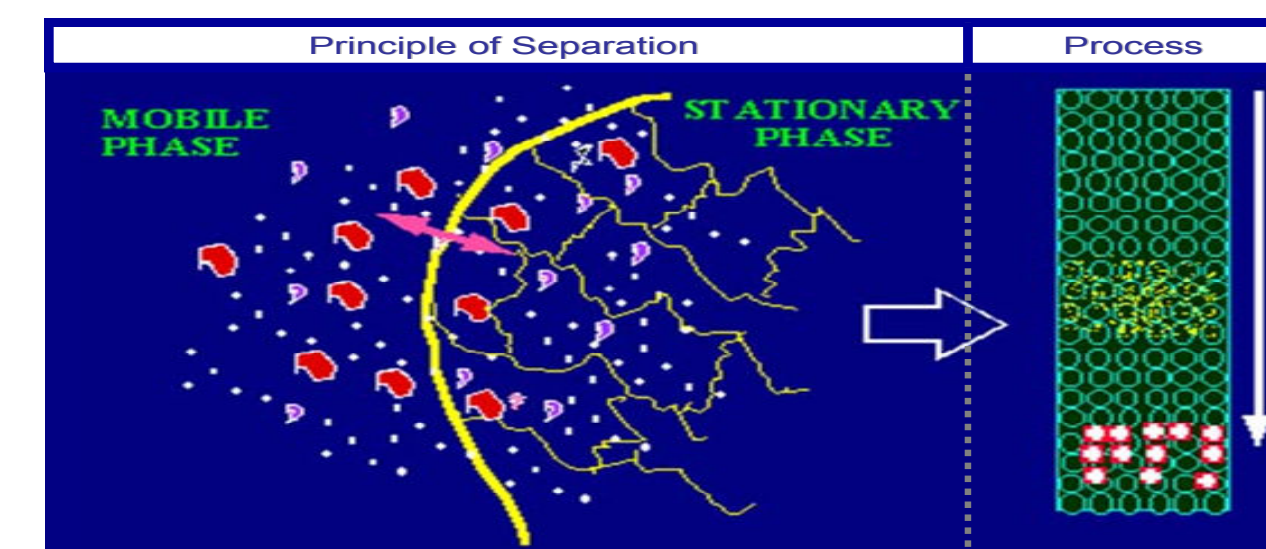 Principle of Separation
Process
MOBILE
PHASE
STATIONARY
PHASE